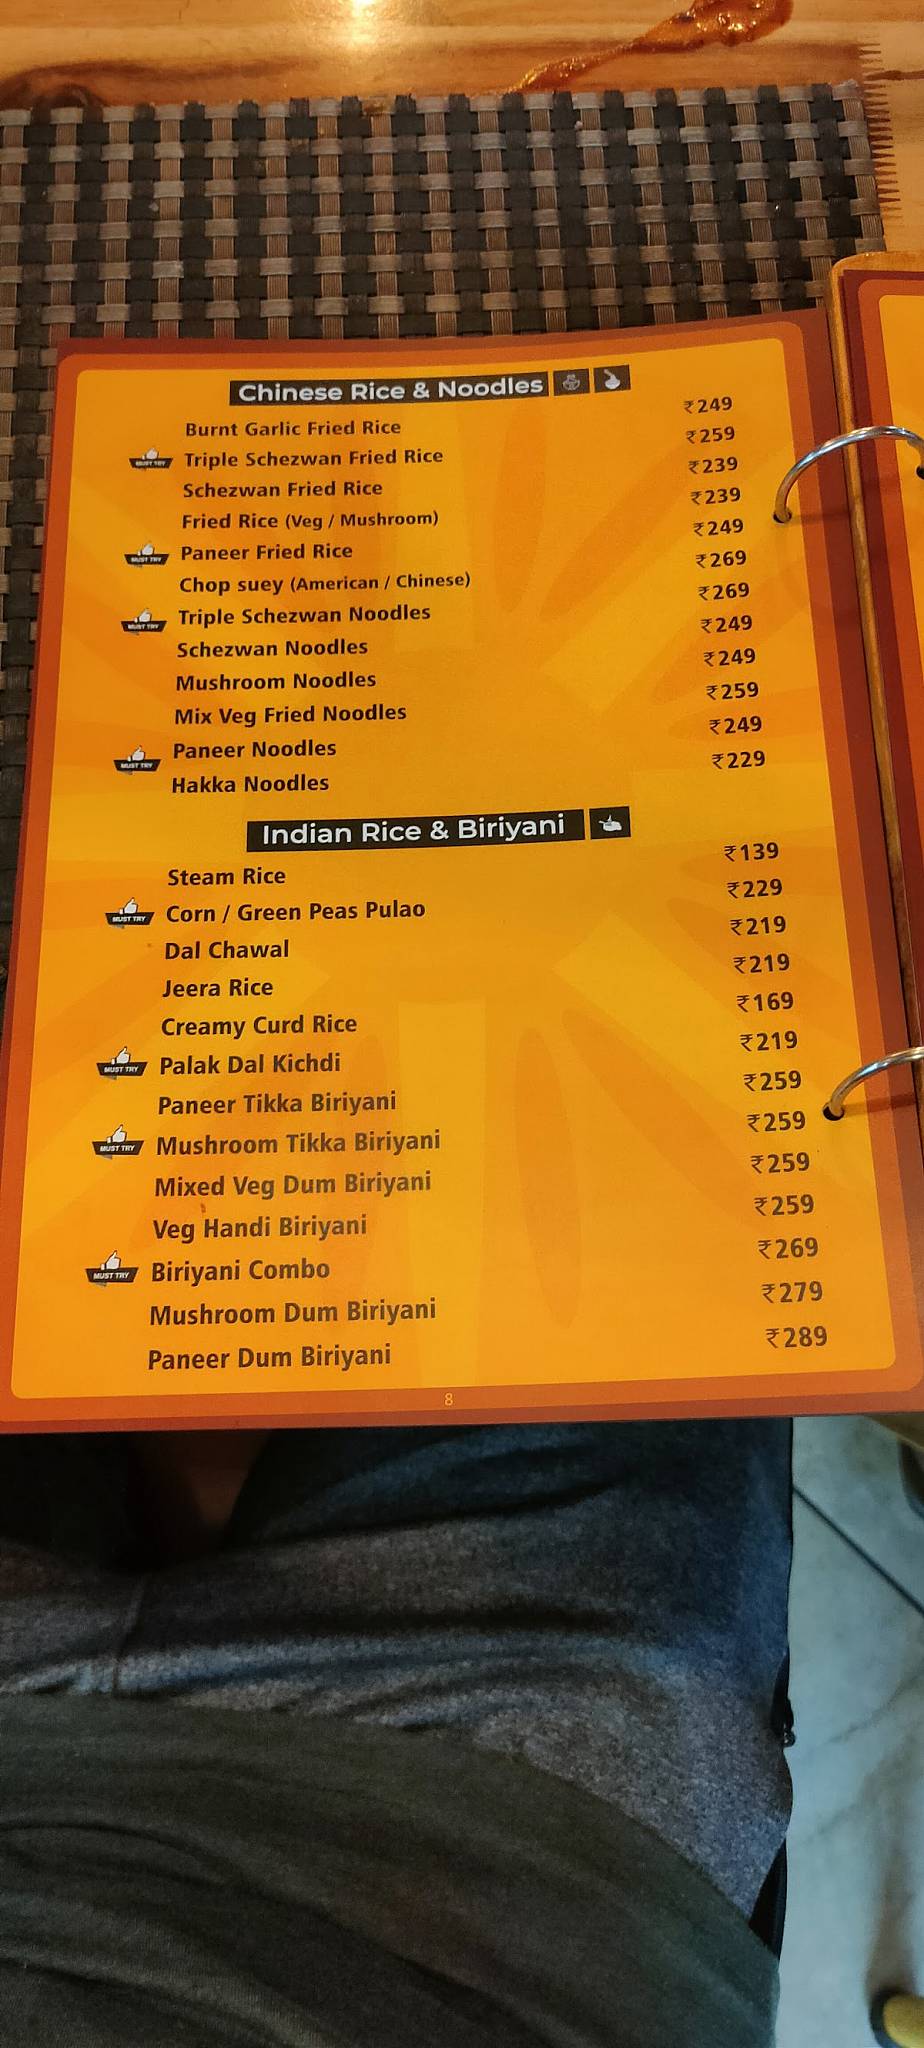 Chinese Rice & Noodles
Burnt Garlic Fried Rice ₹249
MUST TRY Triple Schezwan Fried Rice ₹259
Schezwan Fried Rice ₹239
Fried Rice (Veg / Mushroom) ₹239
MUST TRY Paneer Fried Rice ₹249
Chop suey (American / Chinese) ₹269
MUST TRY Triple Schezwan Noodles ₹269
Schezwan Noodles ₹249
Mushroom Noodles ₹249
Mix Veg Fried Noodles ₹259
MUST TRY Paneer Noodles ₹249
Hakka Noodles ₹229
Indian Rice & Biriyani
Steam Rice ₹139
MUST TRY Corn / Green Peas Pulao ₹229
Dal Chawal ₹219
Jeera Rice ₹219
Creamy Curd Rice ₹169
MUST TRY Palak Dal Kichdi ₹219
Paneer Tikka Biriyani ₹259
MUST TRY Mushroom Tikka Biriyani ₹259
Mixed Veg Dum Biriyani ₹259
Veg Handi Biriyani ₹259
MUST TRY Biriyani Combo ₹269
Mushroom Dum Biriyani ₹279
Paneer Dum Biriyani ₹289
8